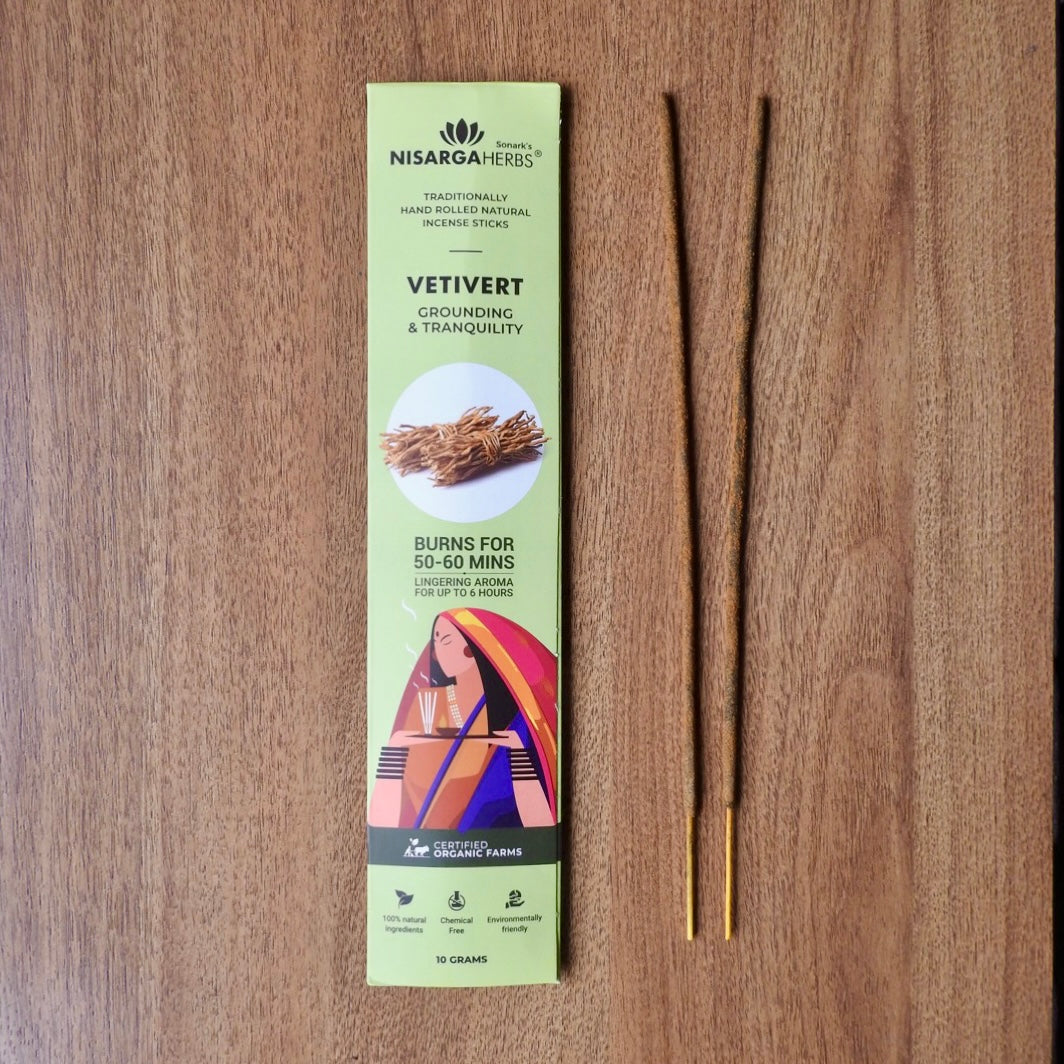 Sonark's
NISARGAHERBS®
TRADITIONALLY
HAND ROLLED NATURAL
INCENSE STICKS
VETIVERT
GROUNDING
& TRANQUILITY
BURNS FOR
50-60 MINS
LINGERING AROMA
FOR UP TO 6 HOURS
CERTIFIED
ORGANIC FARMS
100% natural
Ingredients
Chemical
Free
Environmentally
friendly
10 GRAMS